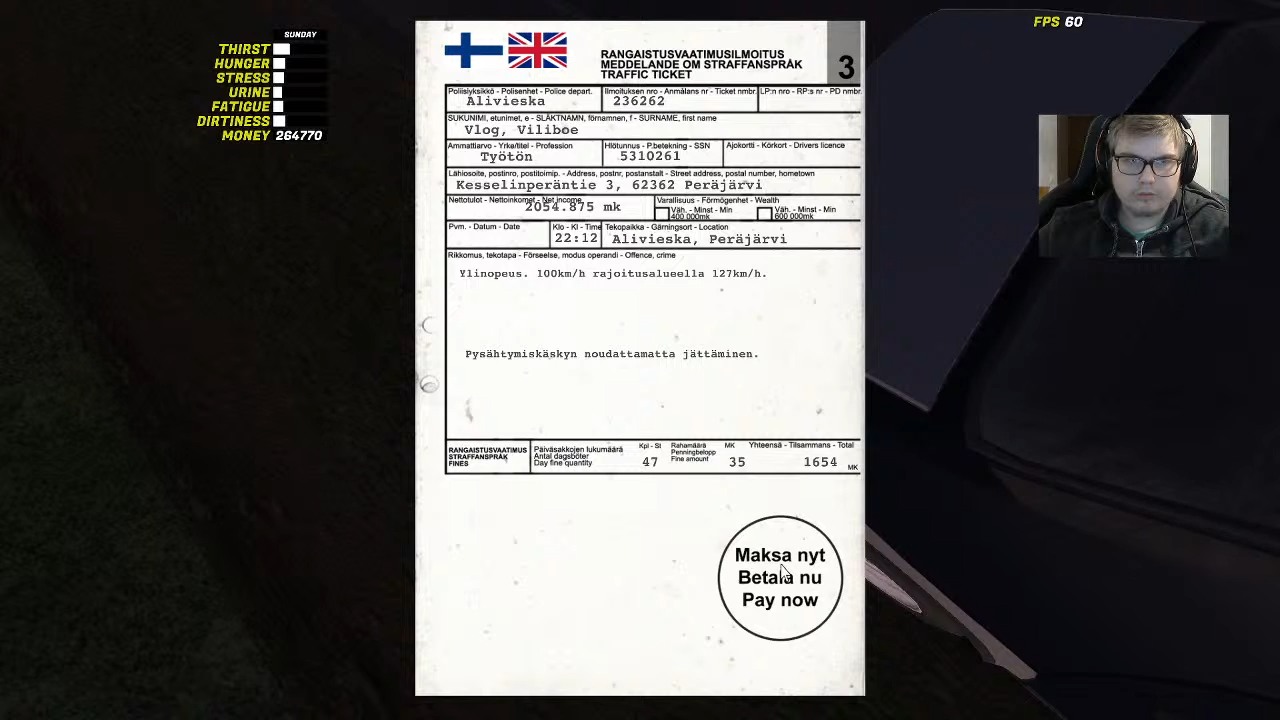 SUNDAY
THIRST
HUNGER
STRESS
URINE
FATIGUE
DIRTINESS
MONEY 264770
FPS 60
RANGAISTUSVAATIMUSILMOITUS
MEDDELANDE OM STRAFFANSPRÅK
TRAFFIC TICKET
3
Poliisiyksikkö - Polisenhet - Police depart.
Alivieska
Ilmoituksen nro - Anmälans nr - Ticket nmbr.
236262
LP:n nro - RP:s nr - PD nmbr.
SUKUNIMI, etunimet, e - SLÄKTNAMN, förnamnen, f - SURNAME, first name
Vlog, Viliboe
Ammattiarvo - Yrke/titel - Profession
Työtön
Hlötunnus - P.betekning - SSN
5310261
Ajokortti - Körkort - Drivers licence
Lähiosoite, postinro, postitoimip. - Address, postnr, postanstalt - Street address, postal number, hometown
Kesselinperäntie 3, 62362 Peräjärvi
Nettotulot - Nettoinkomet - Net income
2054.875 mk
Varallisuus - Förmögenhet - Wealth
Väh. - Minst - Min
400 000mk
Väh. - Minst - Min
600 000mk
Pvm. - Datum - Date
Klo - Kl - Time
22:12
Tekopaikka - Gärningsort - Location
Alivieska, Peräjärvi
Rikkomus, tekotapa - Förseelse, modus operandi - Offence, crime
Ylinopeus. 100km/h rajoitusalueella 127km/h.
Pysähtymiskäskyn noudattamatta jättäminen.
RANGAISTUSVAATIMUS
STRAFFANSPRÅK
FINES
Päiväsakkojen lukumäärä
Antal dagsböter
Day fine quantity
Kpl - St
47
Rahamäärä
Penningbelopp
Fine amount
MK
35
Yhteensä - Tilsammans - Total
1654
MK
Maksa nyt
Betala nu
Pay now